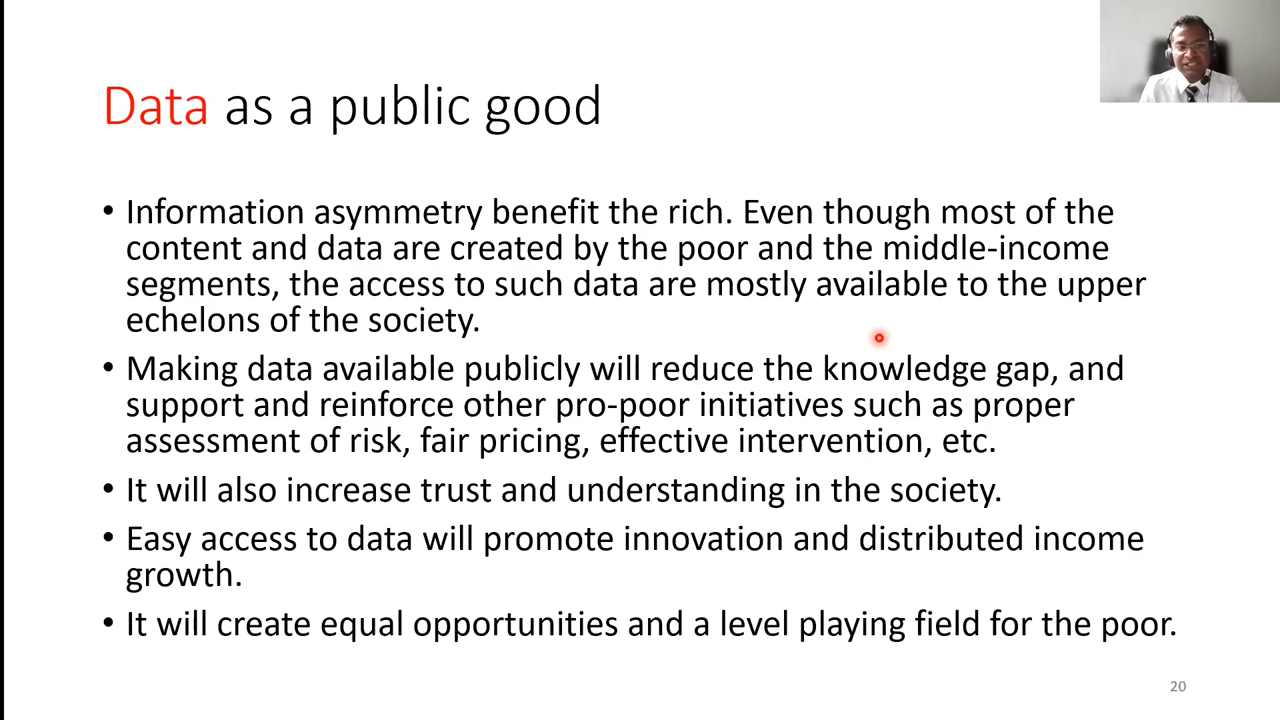 Data as a public good
• Information asymmetry benefit the rich. Even though most of the
content and data are created by the poor and the middle-income
segments, the access to such data are mostly available to the upper
echelons of the society.
• Making data available publicly will reduce the knowledge gap, and
support and reinforce other pro-poor initiatives such as proper
assessment of risk, fair pricing, effective intervention, etc.
• It will also increase trust and understanding in the society.
• Easy access to data will promote innovation and distributed income
growth.
• It will create equal opportunities and a level playing field for the poor.
20